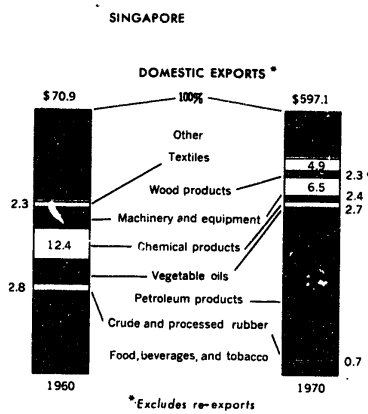 SINGAPORE
DOMESTIC EXPORTS *
$70.9 100% $597.1
Other
Textiles
4.9
Wood products
2.3
6.5
2.3
Machinery and equipment
2.4
2.7
12.4
Chemical products
Vegetable oils
2.8
Petroleum products
Crude and processed rubber
Food, beverages, and tobacco
0.7
1960 1970
*Excludes re-exports